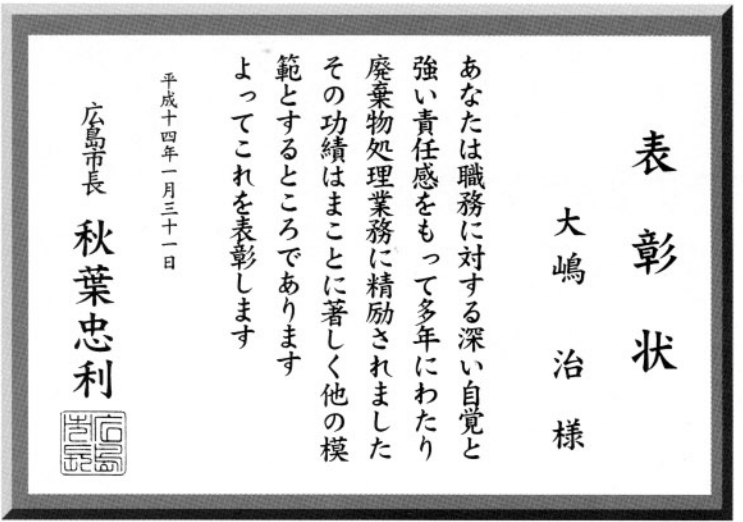 表彰状
大嶋 治 様
あなたは職務に対する深い自覚と
強い責任感をもって多年にわたり
廃棄物処理業務に精励されました
その功績はまことに著しく他の模
範とするところであります
よってこれを表彰します
平成十四年一月三十一日
広島市長 秋葉忠利
広島
市長